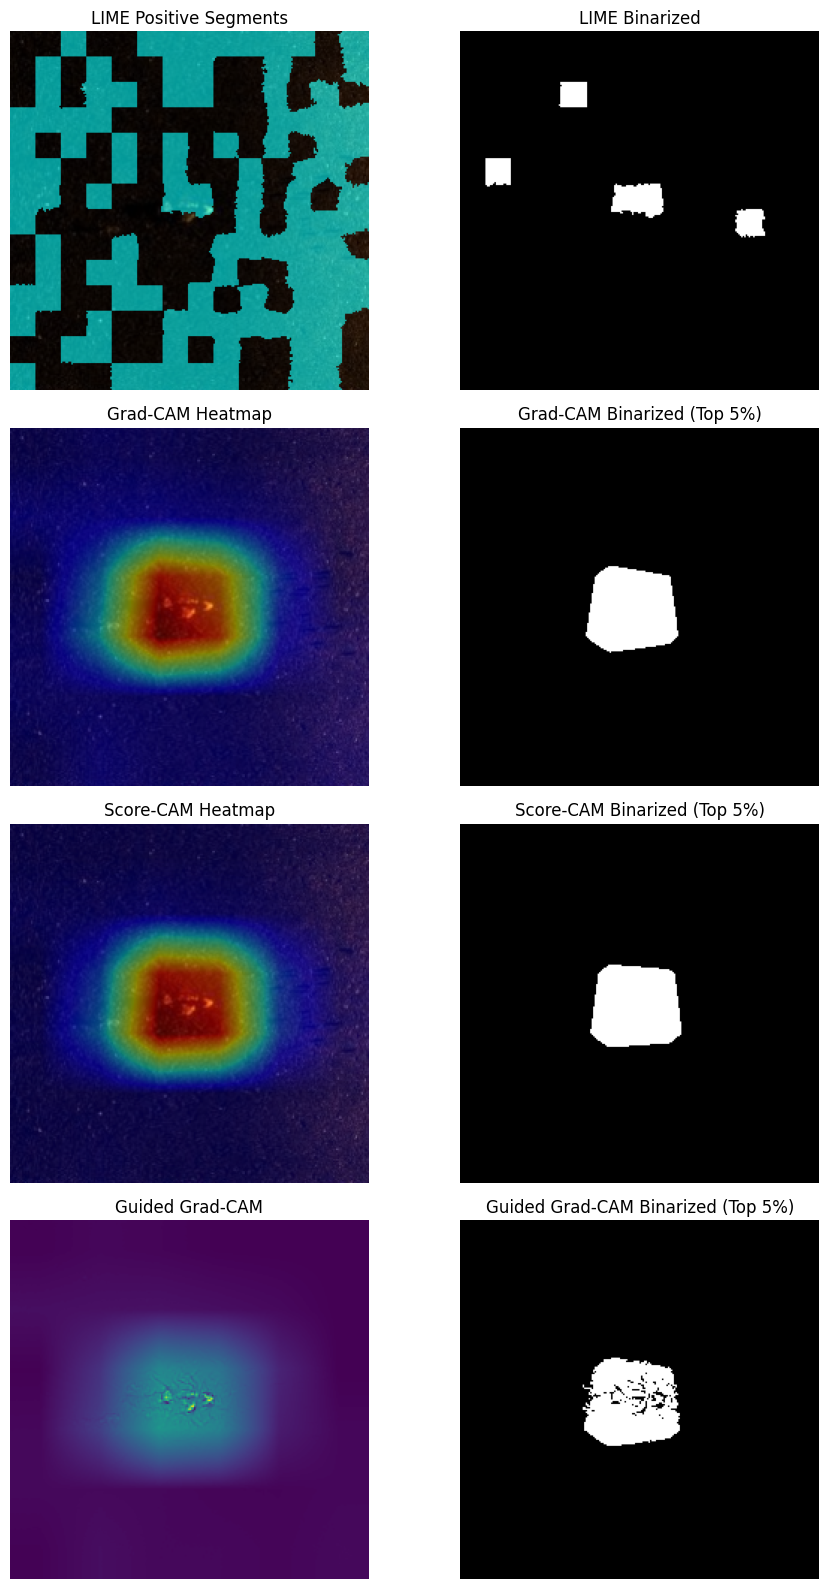 LIME Positive Segments
LIME Binarized
Grad-CAM Heatmap
Grad-CAM Binarized (Top 5%)
Score-CAM Heatmap
Score-CAM Binarized (Top 5%)
Guided Grad-CAM
Guided Grad-CAM Binarized (Top 5%)